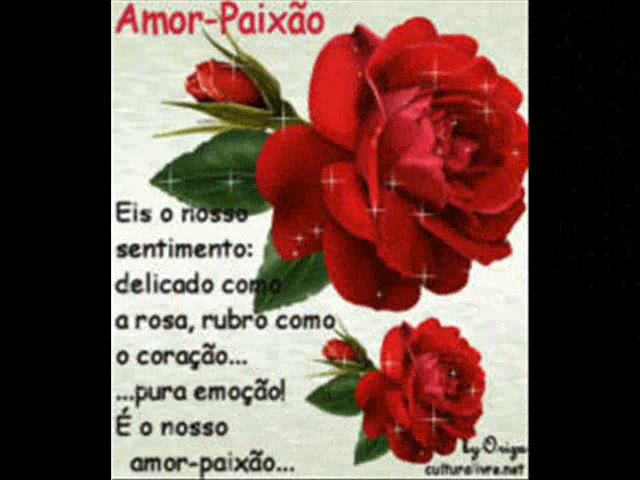 Amor-Paixão
Eis o nosso
sentimento:
delicado como
a rosa, rubro como
o coração...
...pura emoção!
É o nosso
amor-paixão...
by Origa
culturalivre.net